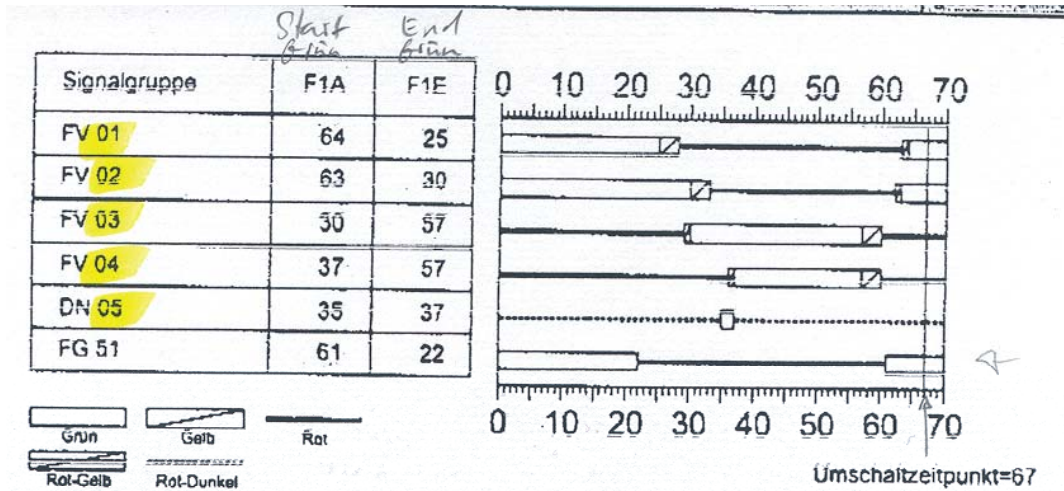 Start End
Grün Grün
Signalgruppe F1A F1E
FV 01 64 25
FV 02 63 30
FV 03 30 57
FV 04 37 57
DN 05 35 37
FG 51 61 22
0 10 20 30 40 50 60 70
0 10 20 30 40 50 60 70
Grün Gelb Rot
Rot-Gelb Rot-Dunkel
Umschaltzeitpunkt=67